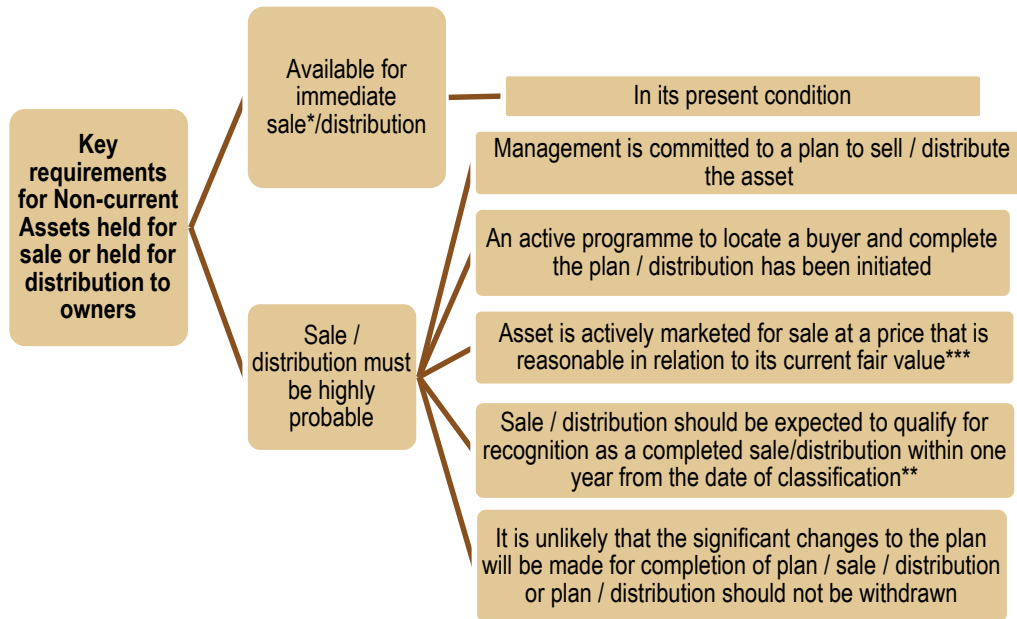 Key
requirements
for Non-current
Assets held for
sale or held for
distribution to
owners
Available for
immediate
sale*/distribution
In its present condition
Sale /
distribution must
be highly
probable
Management is committed to a plan to sell / distribute
the asset
An active programme to locate a buyer and complete
the plan / distribution has been initiated
Asset is actively marketed for sale at a price that is
reasonable in relation to its current fair value***
Sale / distribution should be expected to qualify for
recognition as a completed sale/distribution within one
year from the date of classification**
It is unlikely that the significant changes to the plan
will be made for completion of plan / sale / distribution
or plan / distribution should not be withdrawn